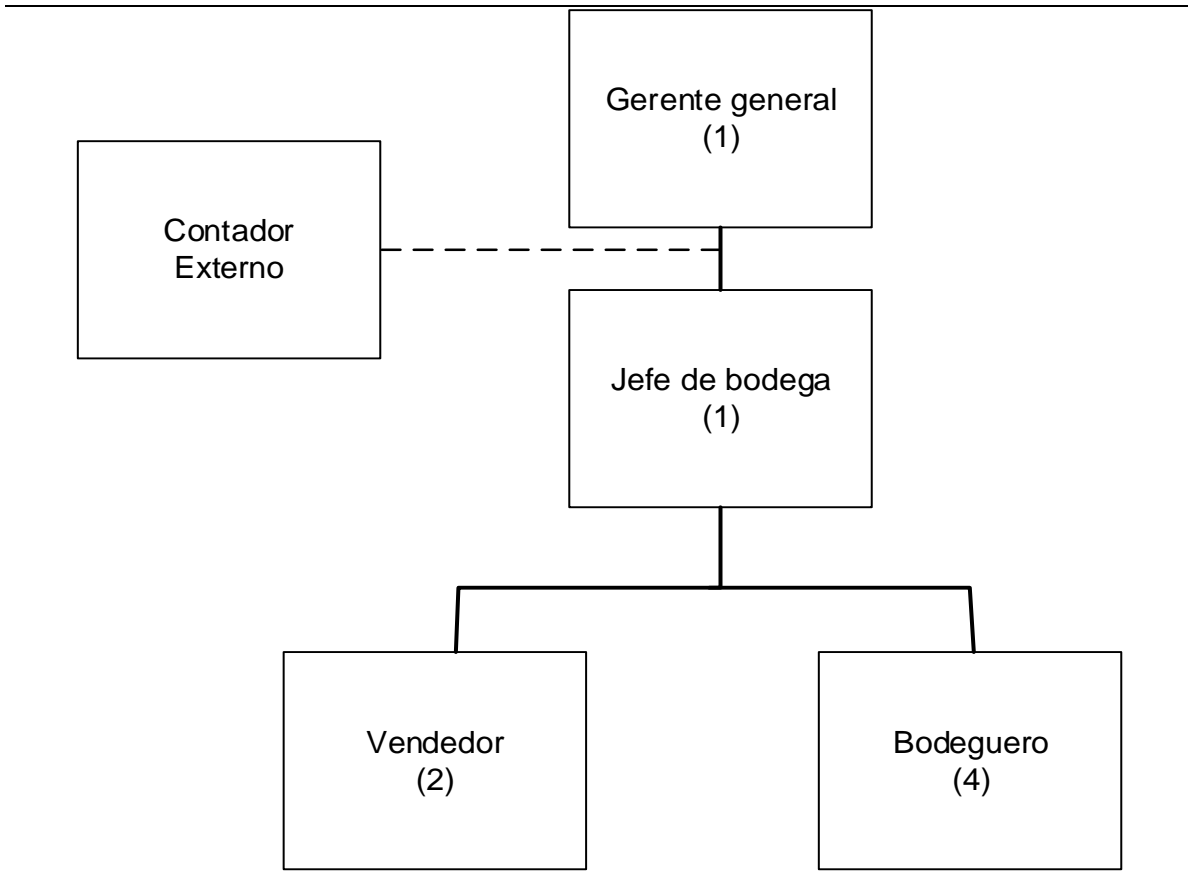 Gerente general
(1)
Contador
Externo
Jefe de bodega
(1)
Vendedor
(2)
Bodeguero
(4)